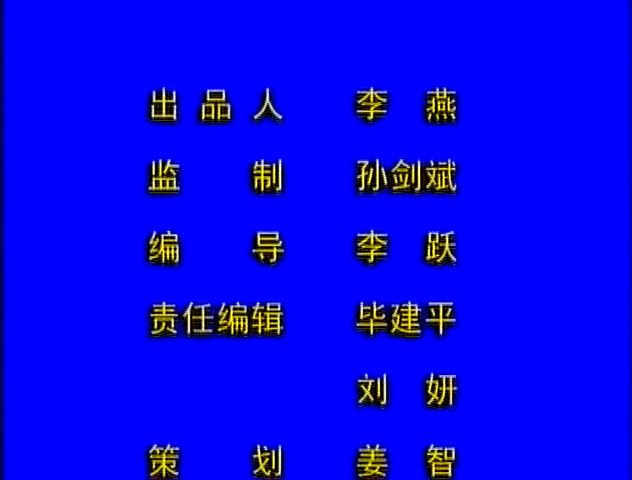 出品人 李燕
监制 孙剑斌
编导 李跃
责任编辑 毕建平
刘妍
策划 姜智